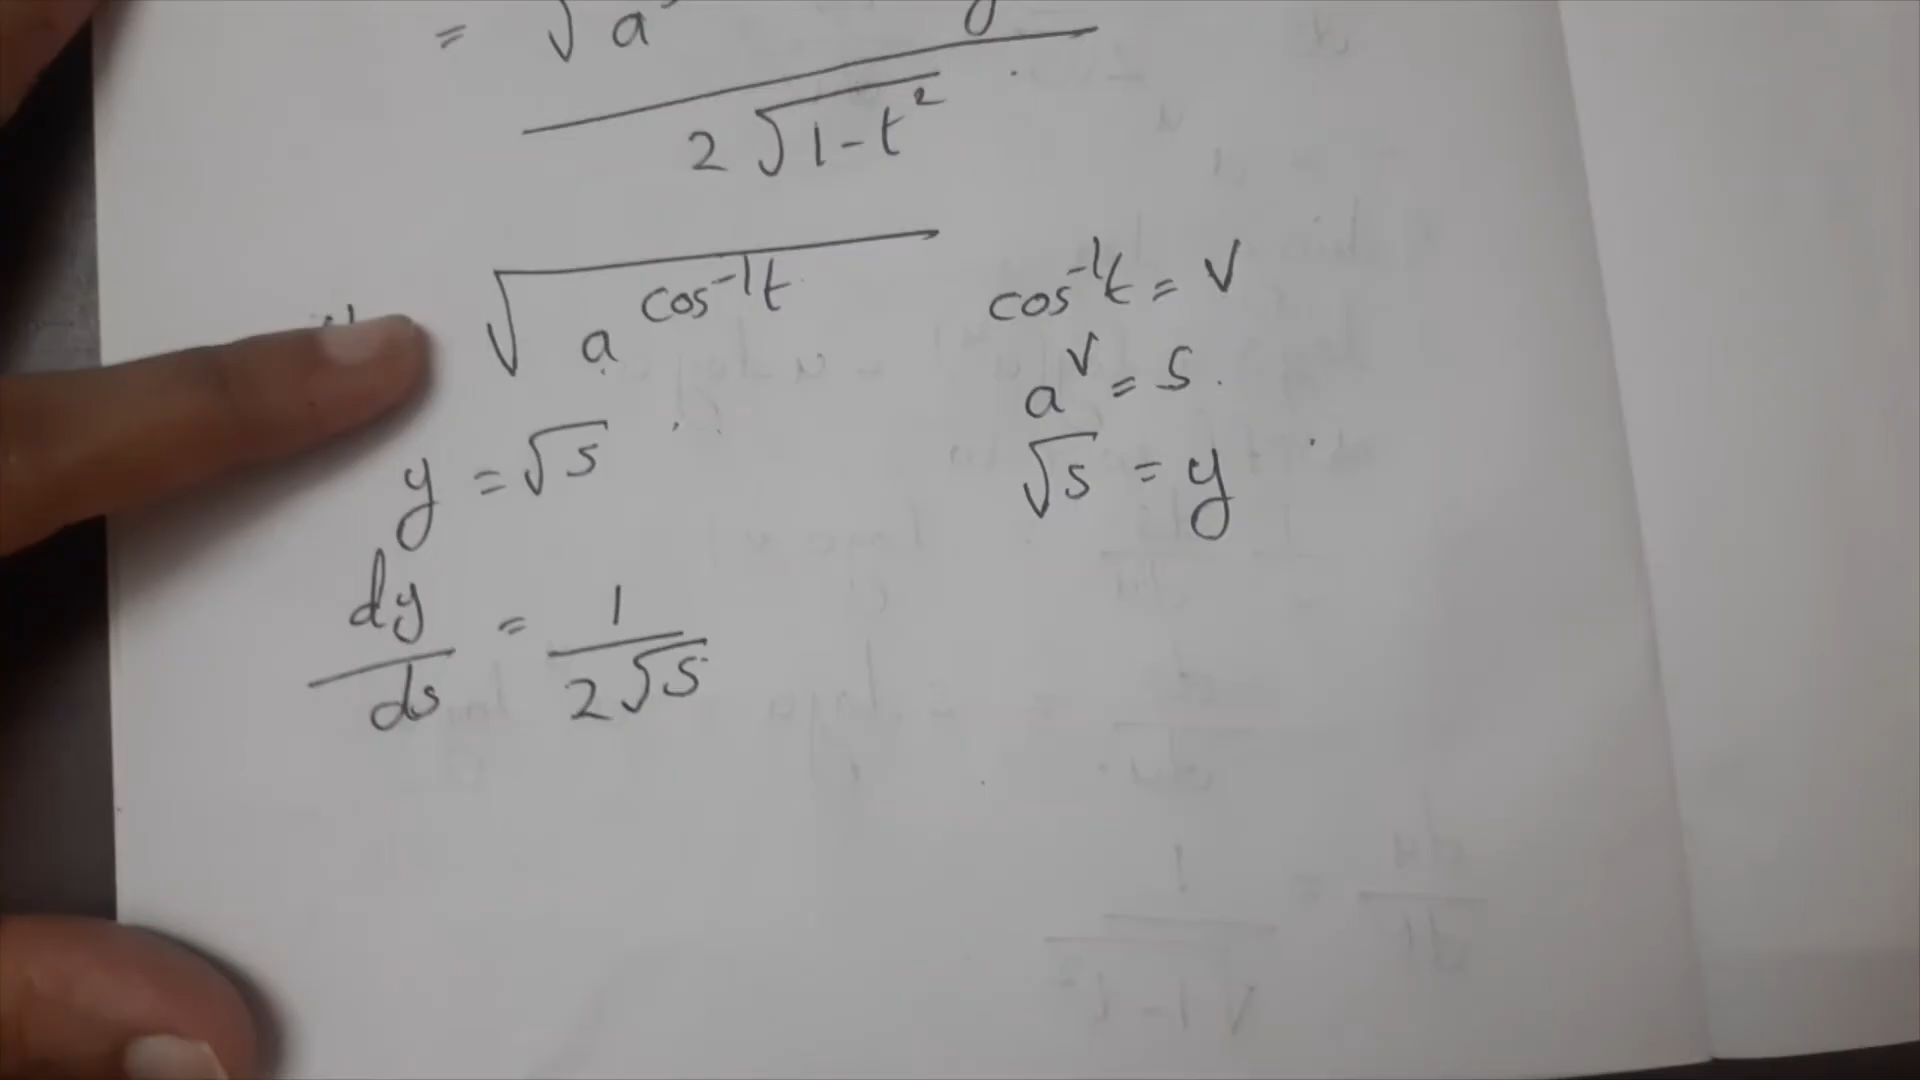 = √a
2√1-t²
√a^cos⁻¹t
cos⁻¹t = v
a^v = s.
y = √s
√s = y
dy/ds = 1/2√s